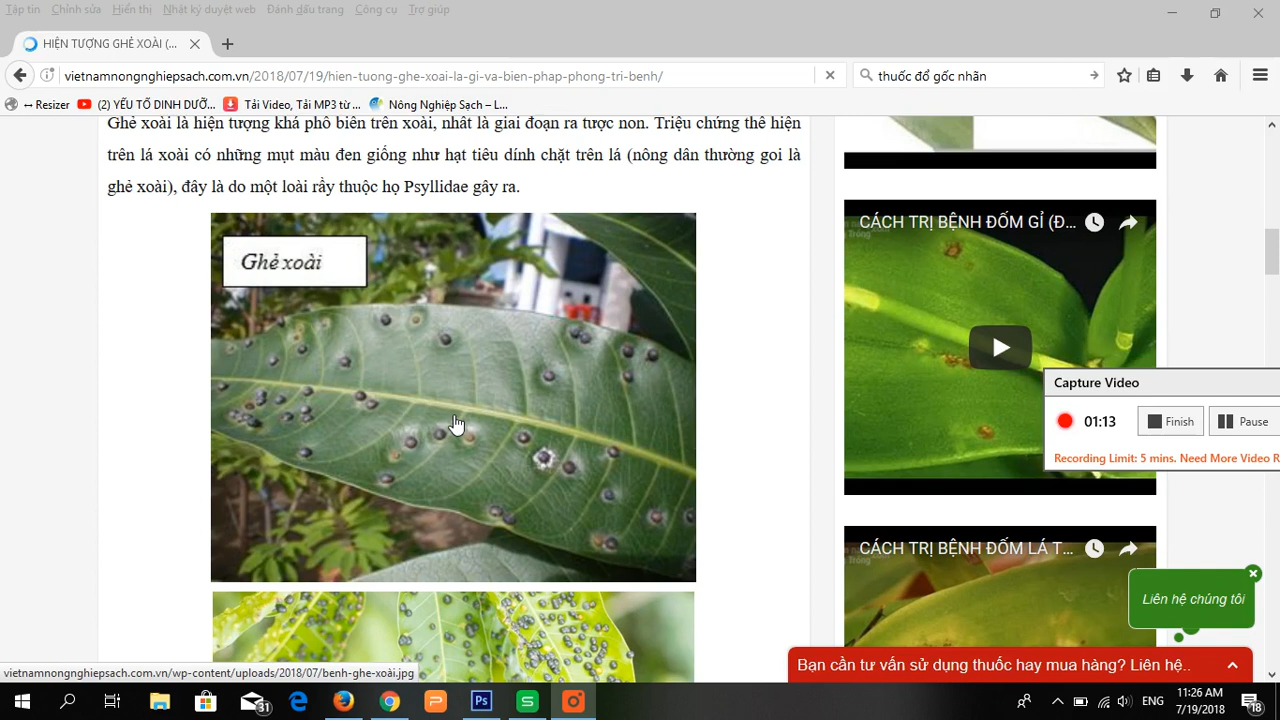 Tập tin Chỉnh sửa Hiển thị Nhật ký duyệt web Đánh dấu trang Công cụ Trợ giúp
HIỆN TƯỢNG GHẺ XOÀI (...
vietnamnongnghiepsach.com.vn/2018/07/19/hien-tuong-ghe-xoai-la-gi-va-bien-phap-phong-tri-benh/
thuốc đổ gốc nhãn
Resizer (2) YẾU TỐ DINH DƯỠ... Tải Video, Tải MP3 từ ... Nông Nghiệp Sạch – L...
Ghẻ xoài là hiện tượng khá phổ biến trên xoài, nhất là giai đoạn ra tược non. Triệu chứng thể hiện
trên lá xoài có những mụt màu đen giống như hạt tiêu dính chặt trên lá (nông dân thường goi là
ghẻ xoài), đây là do một loài rầy thuộc họ Psyllidae gây ra.
Ghẻ xoài
CÁCH TRỊ BỆNH ĐỐM GỈ (Đ...
Capture Video
01:13
Finish
Pause
Recording Limit: 5 mins. Need More Video R
CÁCH TRỊ BỆNH ĐỐM LÁ T...
Liên hệ chúng tôi
Bạn cần tư vấn sử dụng thuốc hay mua hàng? Liên hệ..
vietnamnongnghiepsach.com.vn/wp-content/uploads/2018/07/benh-ghe-xoài.jpg
31
ENG
11:26 AM
7/19/2018
18